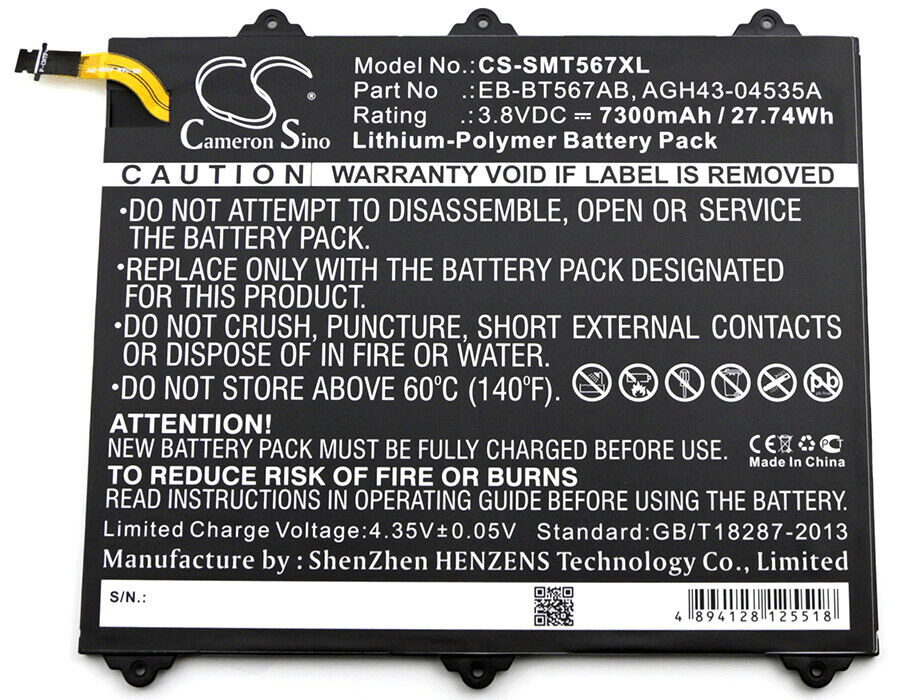 CS
Cameron Sino
®
Model No.:CS-SMT567XL
Part No :EB-BT567AB, AGH43-04535A
Rating :3.8VDC ⎓ 7300mAh / 27.74Wh
Lithium-Polymer Battery Pack
CAUTION WARRANTY VOID IF LABEL IS REMOVED
•DO NOT ATTEMPT TO DISASSEMBLE, OPEN OR SERVICE
THE BATTERY PACK.
•REPLACE ONLY WITH THE BATTERY PACK DESIGNATED
FOR THIS PRODUCT.
•DO NOT CRUSH, PUNCTURE, SHORT EXTERNAL CONTACTS
OR DISPOSE OF IN FIRE OR WATER.
•DO NOT STORE ABOVE 60ºC (140ºF).
Pb
ATTENTION!
NEW BATTERY PACK MUST BE FULLY CHARGED BEFORE USE.
CE
Made In China
TO REDUCE RISK OF FIRE OR BURNS
READ INSTRUCTIONS IN OPERATING GUIDE BEFORE USING THE BATTERY.
Limited Charge Voltage:4.35V±0.05V Standard:GB/T18287-2013
Manufacture by : ShenZhen HENZENS Technology Co., Limited
S/N.:
4 894128 125518